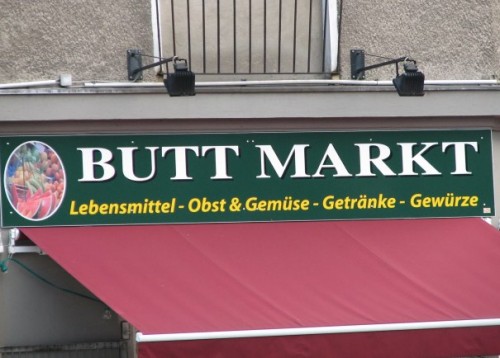 BUTT MARKT
Lebensmittel - Obst & Gemüse - Getränke - Gewürze